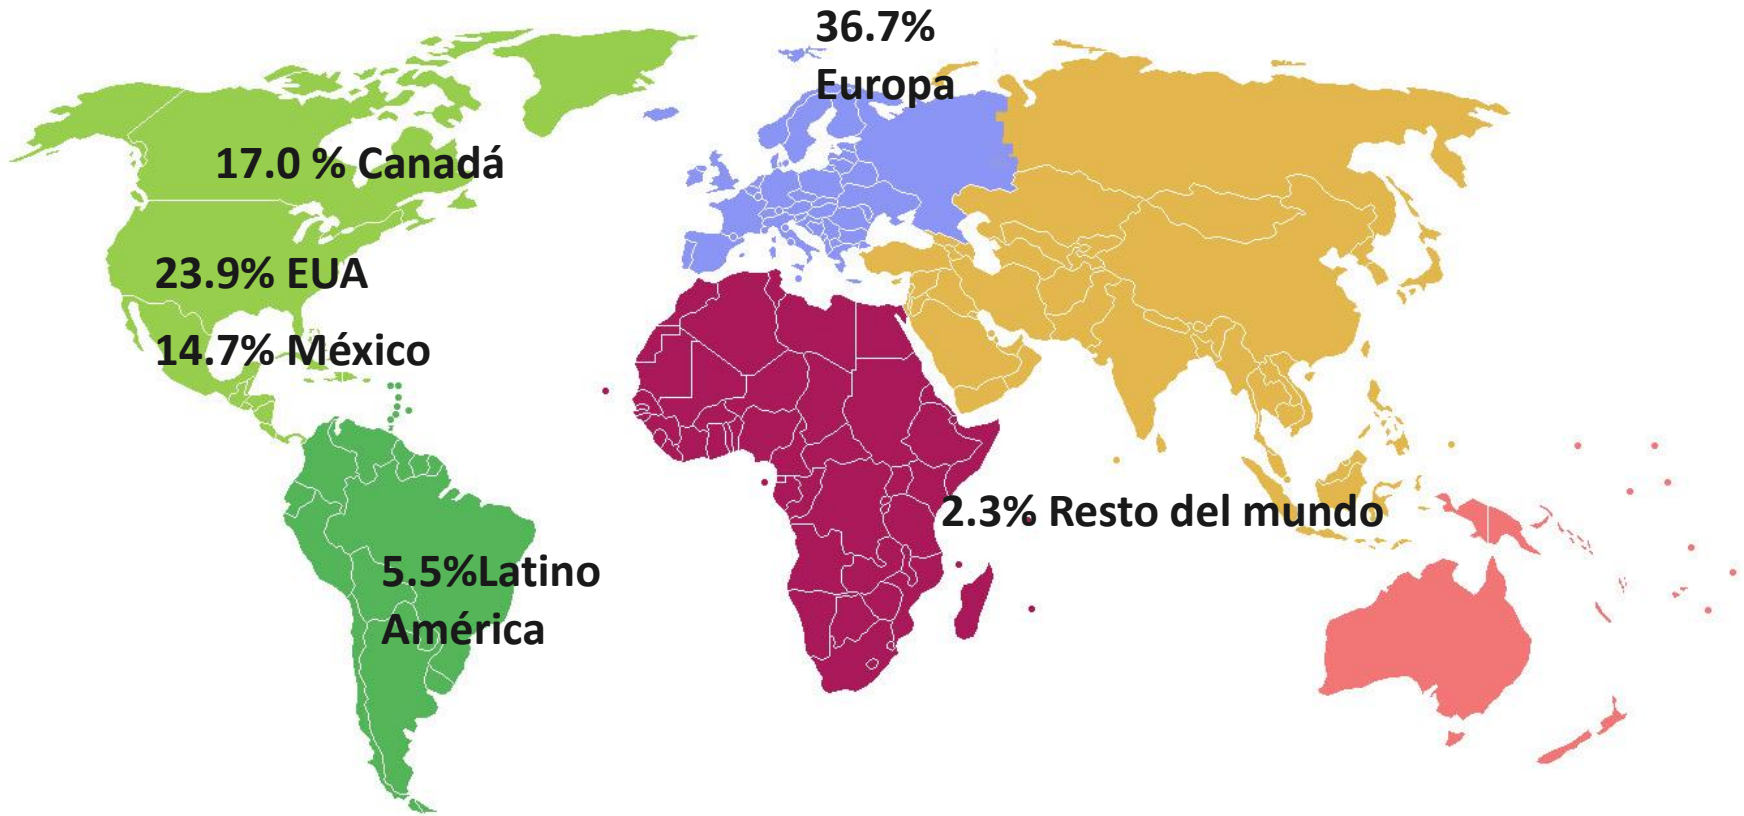 36.7%
Europa
17.0 % Canadá
23.9% EUA
14.7% México
2.3% Resto del mundo
5.5%Latino
América